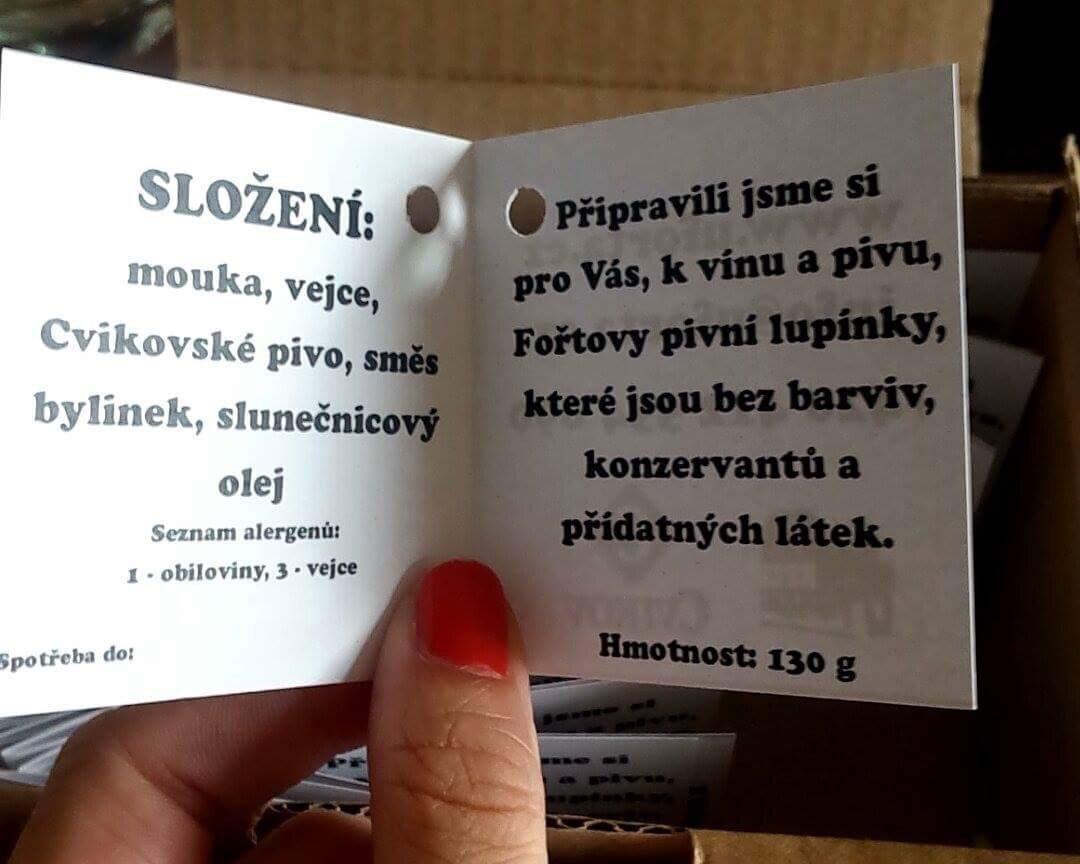 SLOŽENÍ:
mouka, vejce,
Cvikovské pivo, směs
bylinek, slunečnicový
olej
Seznam alergenů:
1 - obiloviny, 3 - vejce
Spotřeba do:
Připravili jsme si
pro Vás, k vínu a pivu,
Fořtovy pivní lupínky,
které jsou bez barviv,
konzervantů a
přídatných látek.
Hmotnost: 130 g